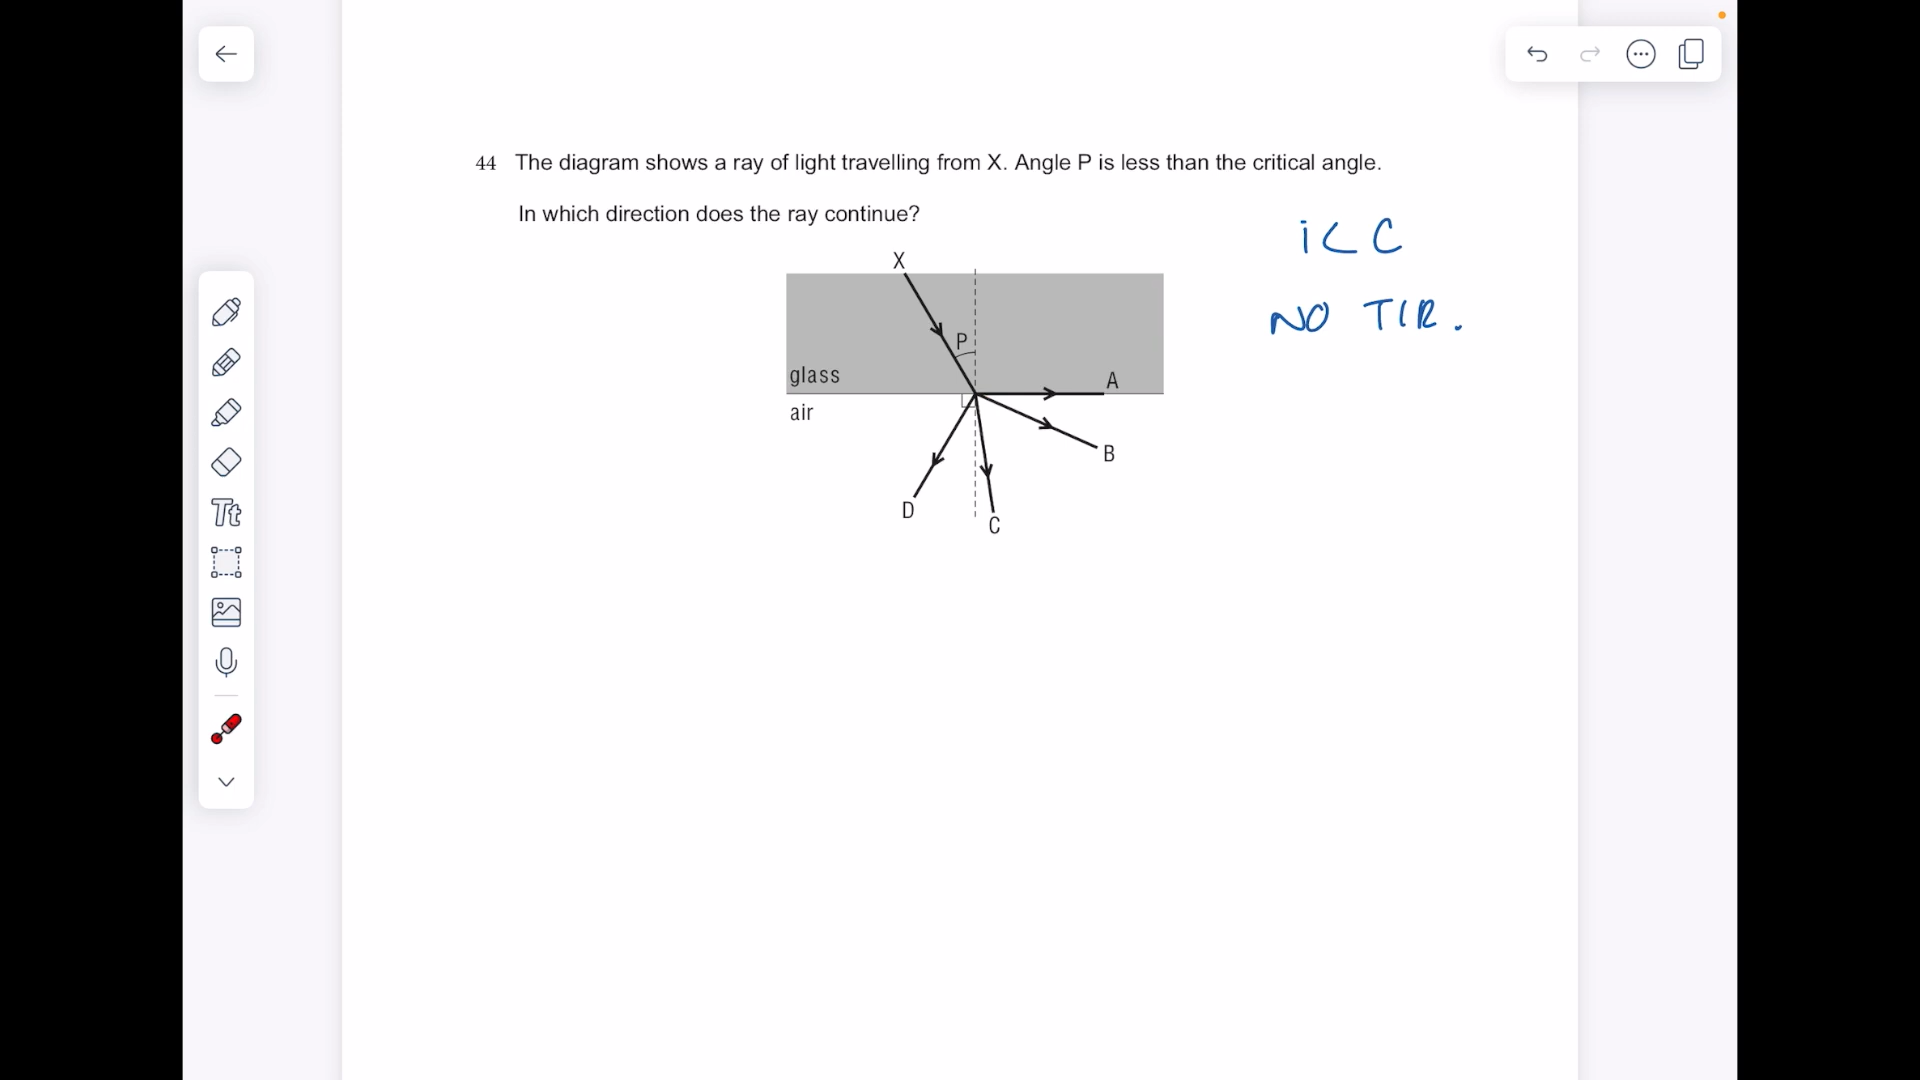 44 The diagram shows a ray of light travelling from X. Angle P is less than the critical angle.
In which direction does the ray continue?
i < C
NO TIR.
X
P
glass
A
air
B
D
C
Tt